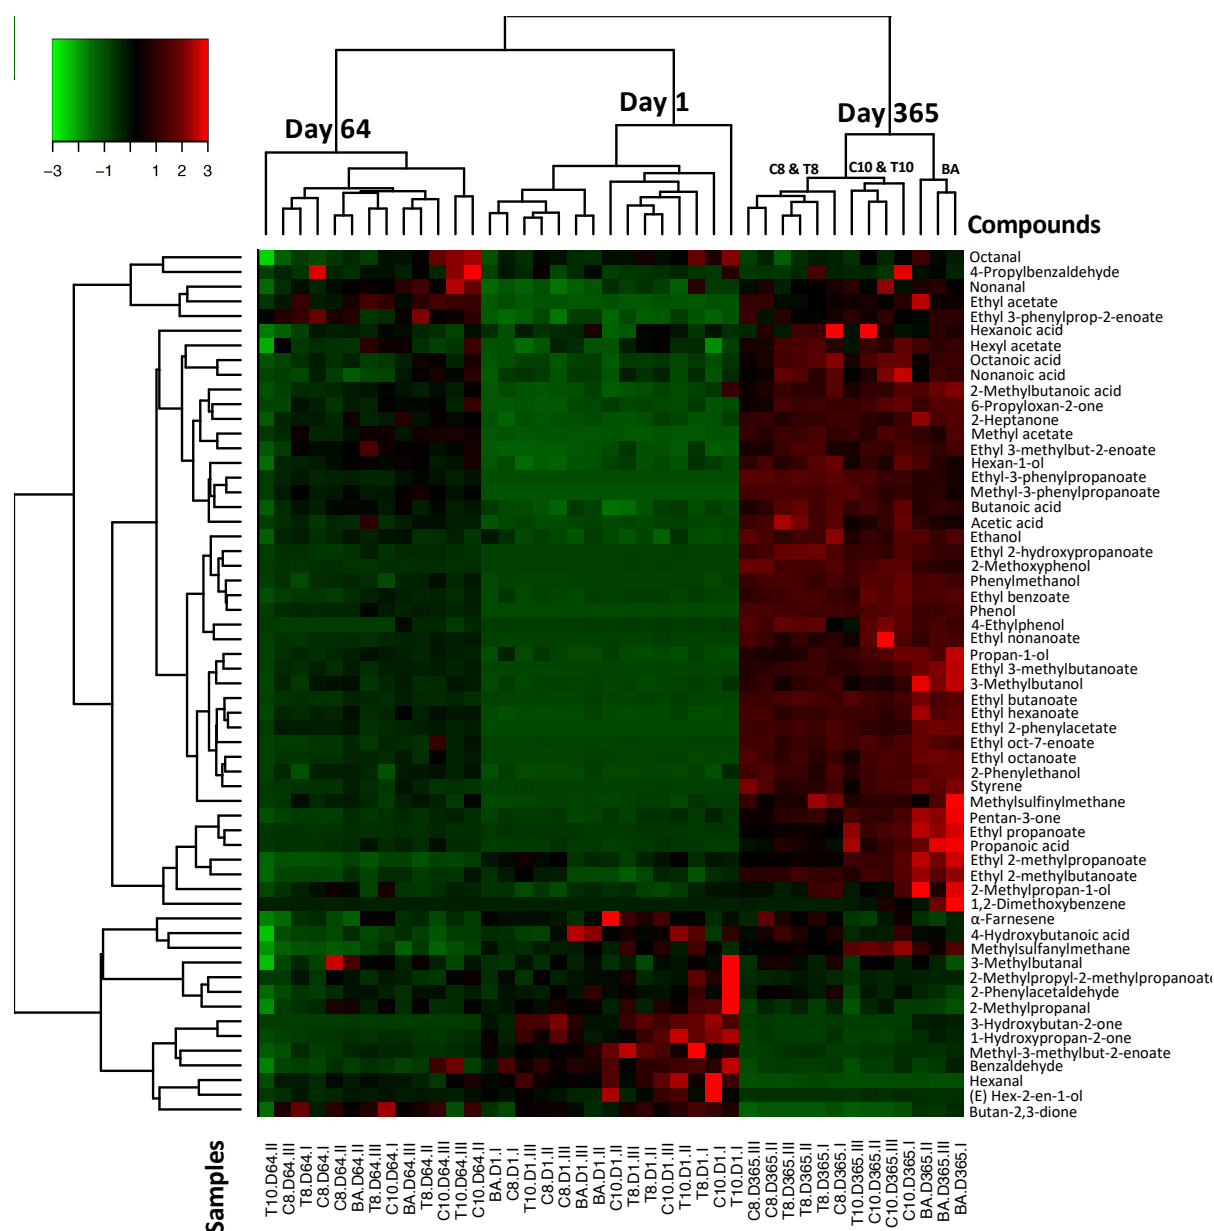 −3 −1 1 2 3
Day 64
Day 1
Day 365
C8 & T8
C10 & T10
BA
Compounds
Octanal
4-Propylbenzaldehyde
Nonanal
Ethyl acetate
Ethyl 3-phenylprop-2-enoate
Hexanoic acid
Hexyl acetate
Octanoic acid
Nonanoic acid
2-Methylbutanoic acid
6-Propyloxan-2-one
2-Heptanone
Methyl acetate
Ethyl 3-methylbut-2-enoate
Hexan-1-ol
Ethyl-3-phenylpropanoate
Methyl-3-phenylpropanoate
Butanoic acid
Acetic acid
Ethanol
Ethyl 2-hydroxypropanoate
2-Methoxyphenol
Phenylmethanol
Ethyl benzoate
Phenol
4-Ethylphenol
Ethyl nonanoate
Propan-1-ol
Ethyl 3-methylbutanoate
3-Methylbutanol
Ethyl butanoate
Ethyl hexanoate
Ethyl 2-phenylacetate
Ethyl oct-7-enoate
Ethyl octanoate
2-Phenylethanol
Styrene
Methylsulfinylmethane
Pentan-3-one
Ethyl propanoate
Propanoic acid
Ethyl 2-methylpropanoate
Ethyl 2-methylbutanoate
2-Methylpropan-1-ol
1,2-Dimethoxybenzene
α-Farnesene
4-Hydroxybutanoic acid
Methylsulfanylmethane
3-Methylbutanal
2-Methylpropyl-2-methylpropanoate
2-Phenylacetaldehyde
2-Methylpropanal
3-Hydroxybutan-2-one
1-Hydroxypropan-2-one
Methyl-3-methylbut-2-enoate
Benzaldehyde
Hexanal
(E) Hex-2-en-1-ol
Butan-2,3-dione
Samples
T10.D64.II
C8.D64.III
T8.D64.I
C8.D64.I
C8.D64.II
BA.D64.II
T8.D64.III
C10.D64.I
BA.D64.III
T8.D64.II
C10.D64.III
T10.D64.III
C10.D64.II
BA.D1.I
C8.D1.I
T10.D1.III
C8.D1.II
C8.D1.III
BA.D1.III
BA.D1.II
C10.D1.II
T8.D1.III
T8.D1.II
C10.D1.III
T10.D1.II
T8.D1.I
C10.D1.I
T10.D1.I
C8.D365.III
C8.D365.II
T8.D365.III
T8.D365.II
T8.D365.I
C8.D365.I
T10.D365.III
C10.D365.II
C10.D365.III
C10.D365.I
BA.D365.II
BA.D365.III
BA.D365.I